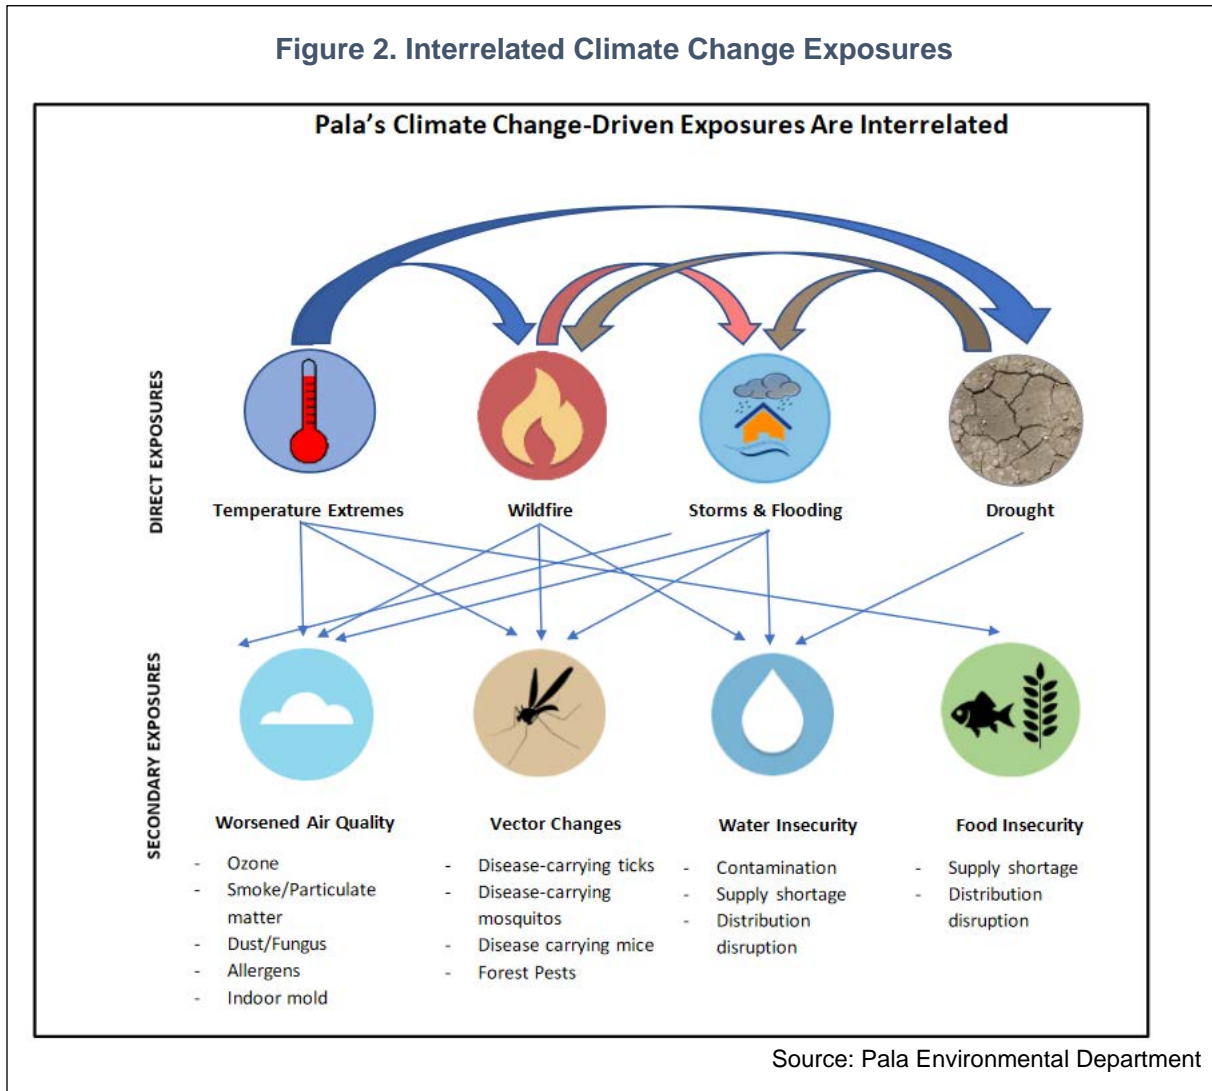 Figure 2. Interrelated Climate Change Exposures
Pala's Climate Change-Driven Exposures Are Interrelated
DIRECT EXPOSURES
Temperature Extremes
Wildfire
Storms & Flooding
Drought
SECONDARY EXPOSURES
Worsened Air Quality
- Ozone
- Smoke/Particulate
matter
- Dust/Fungus
- Allergens
- Indoor mold
Vector Changes
- Disease-carrying ticks
- Disease-carrying
mosquitos
- Disease carrying mice
- Forest Pests
Water Insecurity
- Contamination
- Supply shortage
- Distribution
disruption
Food Insecurity
- Supply shortage
- Distribution
disruption
Source: Pala Environmental Department